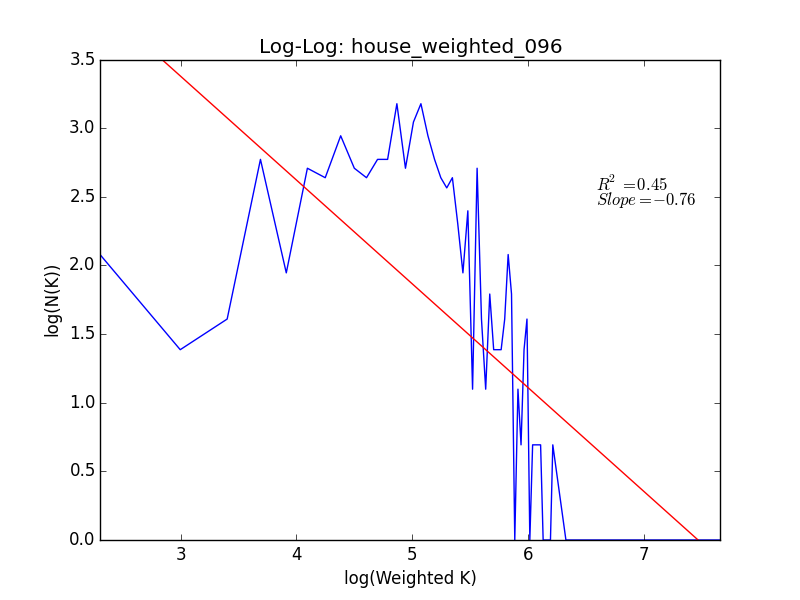 Log-Log: house_weighted_096
3.5
3.0
2.5
2.0
1.5
1.0
0.5
0.0
log(N(K))
R² =0.45
Slope=−0.76
3 4 5 6 7
log(Weighted K)